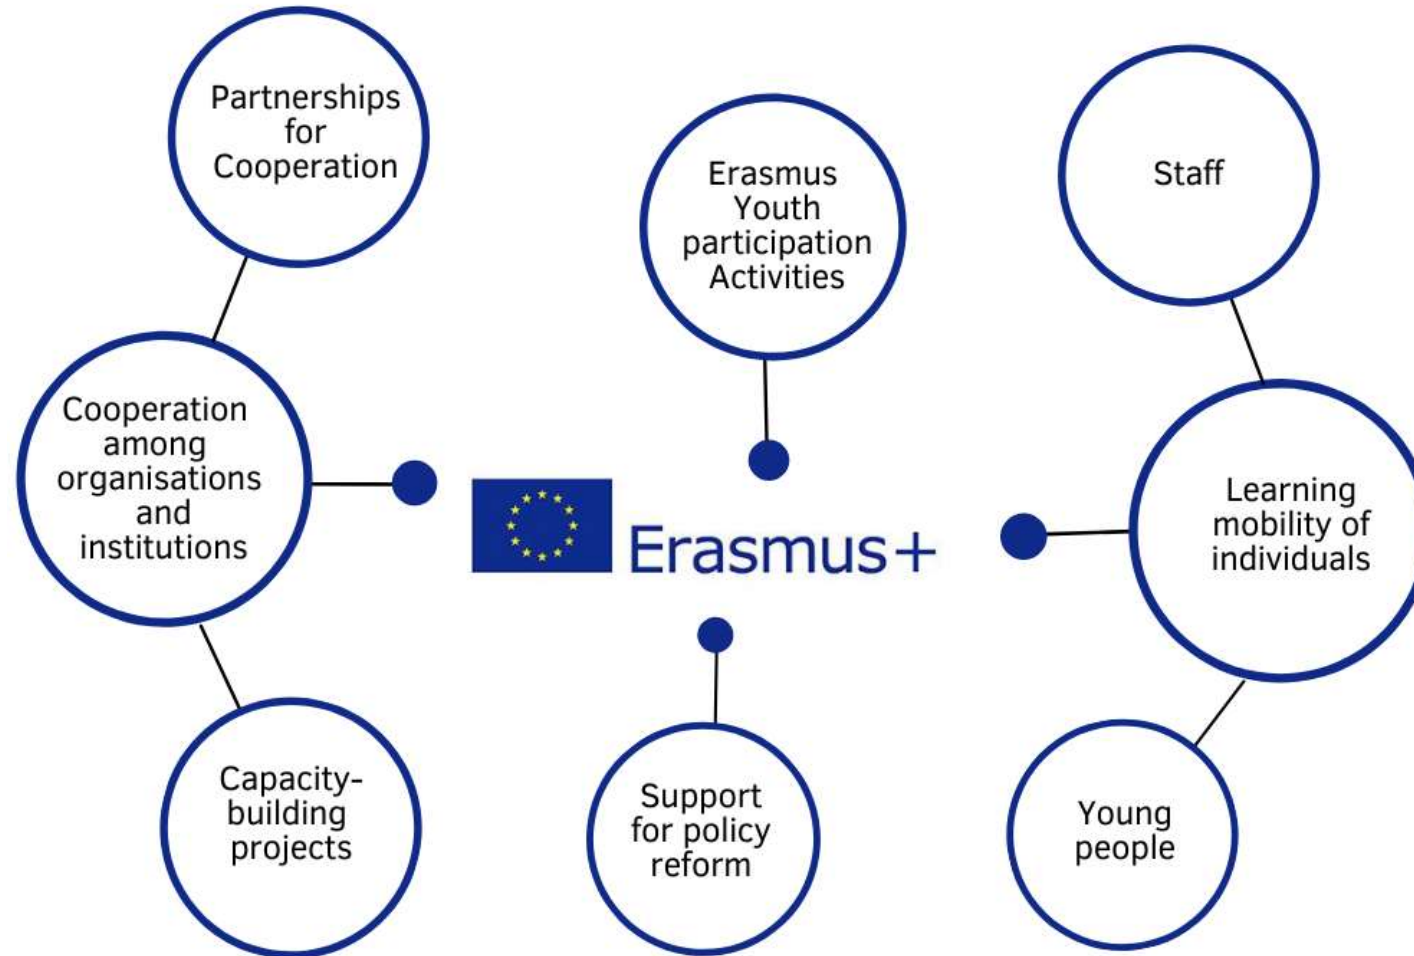 Partnerships
for
Cooperation
Cooperation
among
organisations
and
institutions
Capacity-
building
projects
Erasmus
Youth
participation
Activities
Erasmus+
Support
for policy
reform
Staff
Learning
mobility of
individuals
Young
people